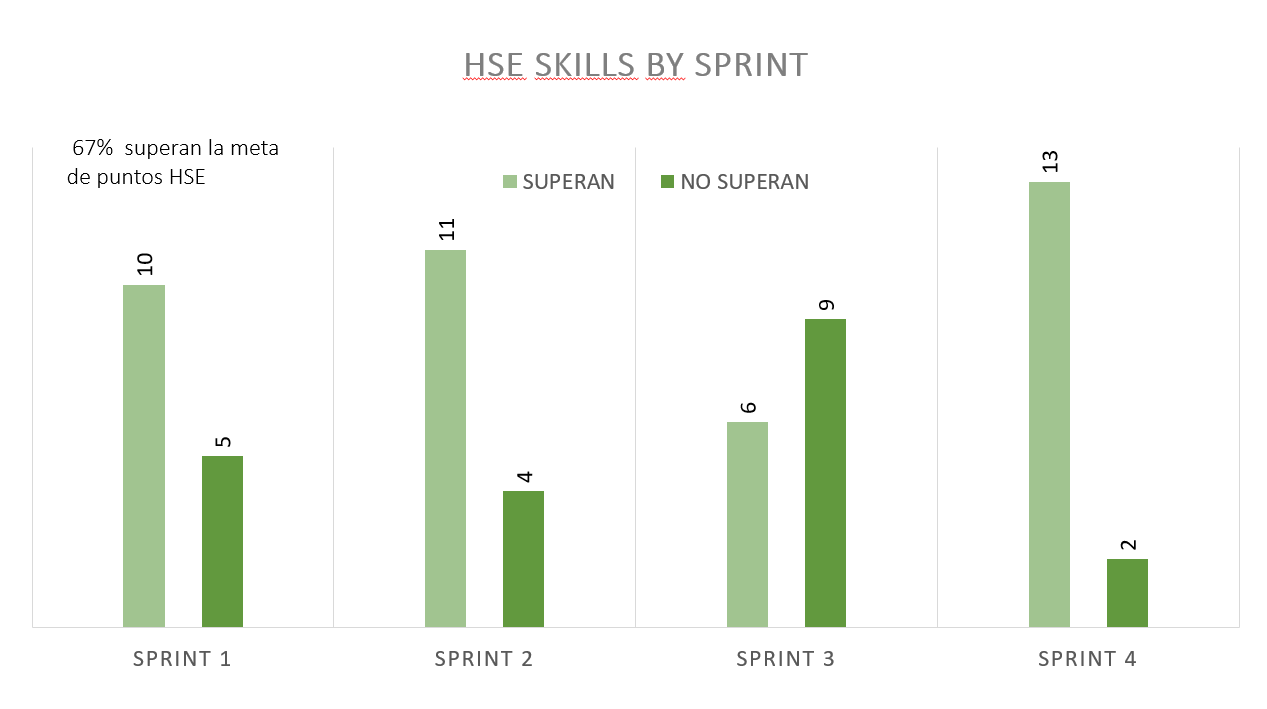 HSE SKILLS BY SPRINT
67%  superan la meta
de puntos HSE
SUPERAN NO SUPERAN
10
5
11
4
6
9
13
2
SPRINT 1 SPRINT 2 SPRINT 3 SPRINT 4